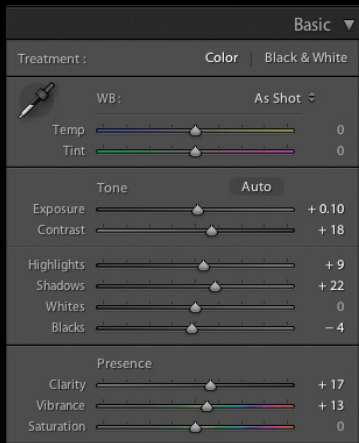 Basic ▼
Treatment : Color | Black & White
WB : As Shot
Temp 0
Tint 0
Tone Auto
Exposure + 0.10
Contrast + 18
Highlights + 9
Shadows + 22
Whites 0
Blacks – 4
Presence
Clarity + 17
Vibrance + 13
Saturation 0